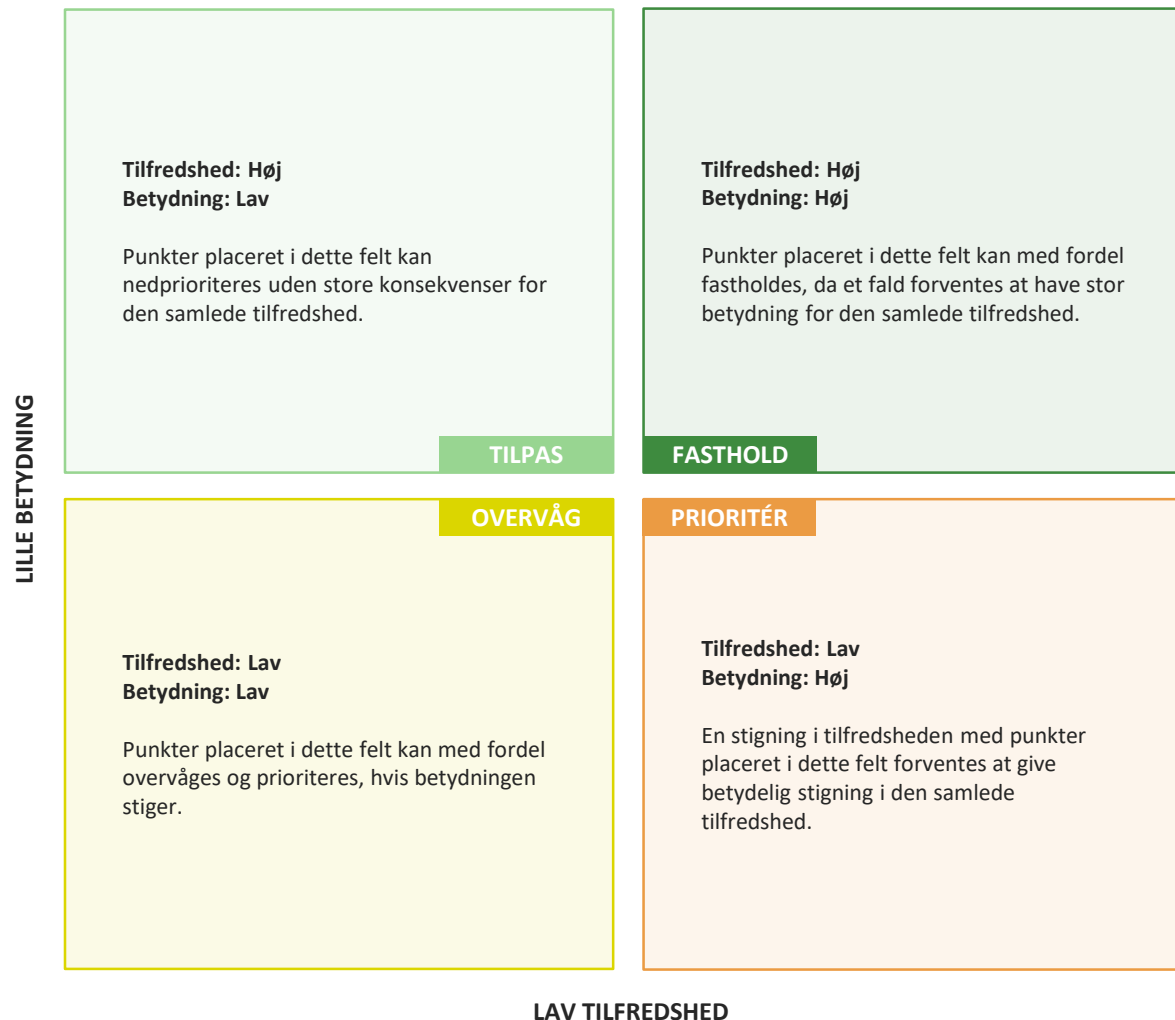 Tilfredshed: Høj
Betydning: Lav
Punkter placeret i dette felt kan
nedprioriteres uden store konsekvenser for
den samlede tilfredshed.
TILPAS
Tilfredshed: Høj
Betydning: Høj
Punkter placeret i dette felt kan med fordel
fastholdes, da et fald forventes at have stor
betydning for den samlede tilfredshed.
FASTHOLD
LILLE BETYDNING
OVERVÅG
Tilfredshed: Lav
Betydning: Lav
Punkter placeret i dette felt kan med fordel
overvåges og prioriteres, hvis betydningen
stiger.
PRIORITÉR
Tilfredshed: Lav
Betydning: Høj
En stigning i tilfredsheden med punkter
placeret i dette felt forventes at give
betydelig stigning i den samlede
tilfredshed.
LAV TILFREDSHED